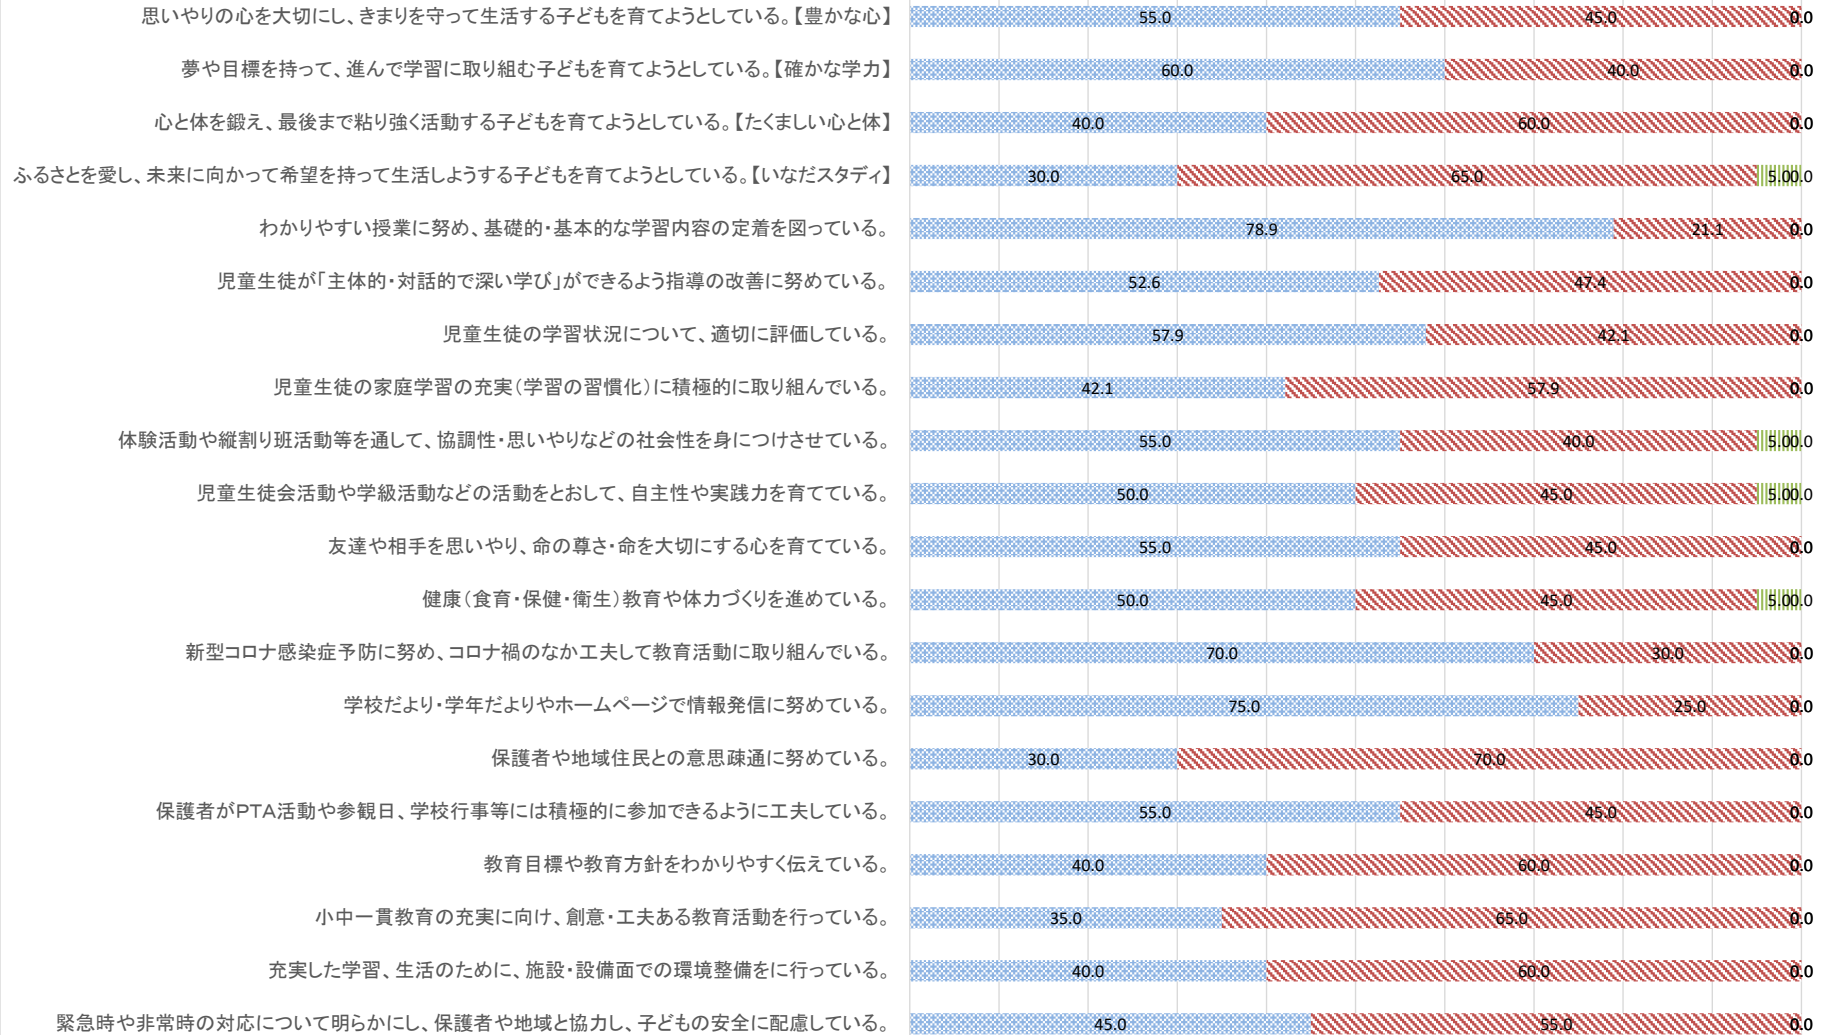 思いやりの心を大切にし、きまりを守って生活する子どもを育てようとしている。【豊かな心】 55.0 45.0 0.0
夢や目標を持って、進んで学習に取り組む子どもを育てようとしている。【確かな学力】 60.0 40.0 0.0
心と体を鍛え、最後まで粘り強く活動する子どもを育てようとしている。【たくましい心と体】 40.0 60.0 0.0
ふるさとを愛し、未来に向かって希望を持って生活しようする子どもを育てようとしている。【いなだスタディ】 30.0 65.0 5.0 0.0
わかりやすい授業に努め、基礎的・基本的な学習内容の定着を図っている。 78.9 21.1 0.0
児童生徒が「主体的・対話的で深い学び」ができるよう指導の改善に努めている。 52.6 47.4 0.0
児童生徒の学習状況について、適切に評価している。 57.9 42.1 0.0
児童生徒の家庭学習の充実(学習の習慣化)に積極的に取り組んでいる。 42.1 57.9 0.0
体験活動や縦割り班活動等を通して、協調性・思いやりなどの社会性を身につけさせている。 55.0 40.0 5.0 0.0
児童生徒会活動や学級活動などの活動をとおして、自主性や実践力を育てている。 50.0 45.0 5.0 0.0
友達や相手を思いやり、命の尊さ・命を大切にする心を育てている。 55.0 45.0 0.0
健康(食育・保健・衛生)教育や体力づくりを進めている。 50.0 45.0 5.0 0.0
新型コロナ感染症予防に努め、コロナ禍のなか工夫して教育活動に取り組んでいる。 70.0 30.0 0.0
学校だより・学年だよりやホームページで情報発信に努めている。 75.0 25.0 0.0
保護者や地域住民との意思疎通に努めている。 30.0 70.0 0.0
保護者がPTA活動や参観日、学校行事等には積極的に参加できるように工夫している。 55.0 45.0 0.0
教育目標や教育方針をわかりやすく伝えている。 40.0 60.0 0.0
小中一貫教育の充実に向け、創意・工夫ある教育活動を行っている。 35.0 65.0 0.0
充実した学習、生活のために、施設・設備面での環境整備をに行っている。 40.0 60.0 0.0
緊急時や非常時の対応について明らかにし、保護者や地域と協力し、子どもの安全に配慮している。 45.0 55.0 0.0